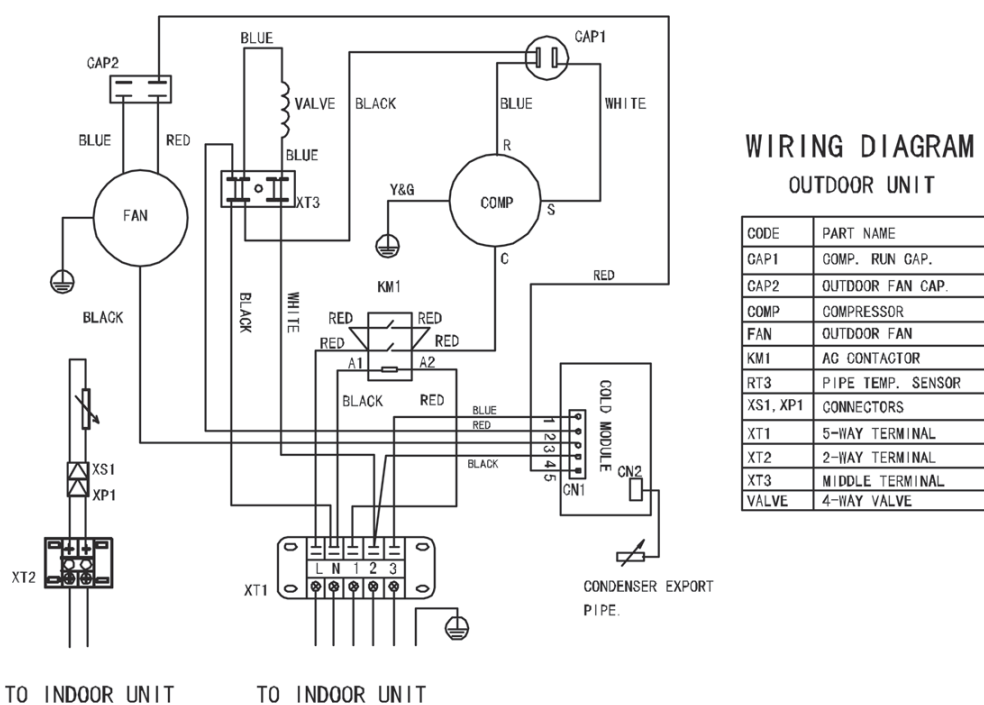 BLUE
CAP1
CAP2
VALVE
BLACK
BLUE
WHITE
BLUE
RED
BLUE
R
XT3
Y&G
FAN
COMP
S
C
RED
KM1
BLACK
BLACK
WHITE
RED
RED
RED
RED
A1
A2
BLACK
RED
BLUE
RED
BLACK
1
2
3
4
5
COLD MODULE
CN1
CN2
XS1
XP1
XT2
L N 1 2 3
XT1
CONDENSER EXPORT
PIPE.
TO INDOOR UNIT
TO INDOOR UNIT
WIRING DIAGRAM
OUTDOOR UNIT
CODE PART NAME
CAP1 COMP. RUN CAP.
CAP2 OUTDOOR FAN CAP.
COMP COMPRESSOR
FAN OUTDOOR FAN
KM1 AC CONTACTOR
RT3 PIPE TEMP. SENSOR
XS1, XP1 CONNECTORS
XT1 5-WAY TERMINAL
XT2 2-WAY TERMINAL
XT3 MIDDLE TERMINAL
VALVE 4-WAY VALVE